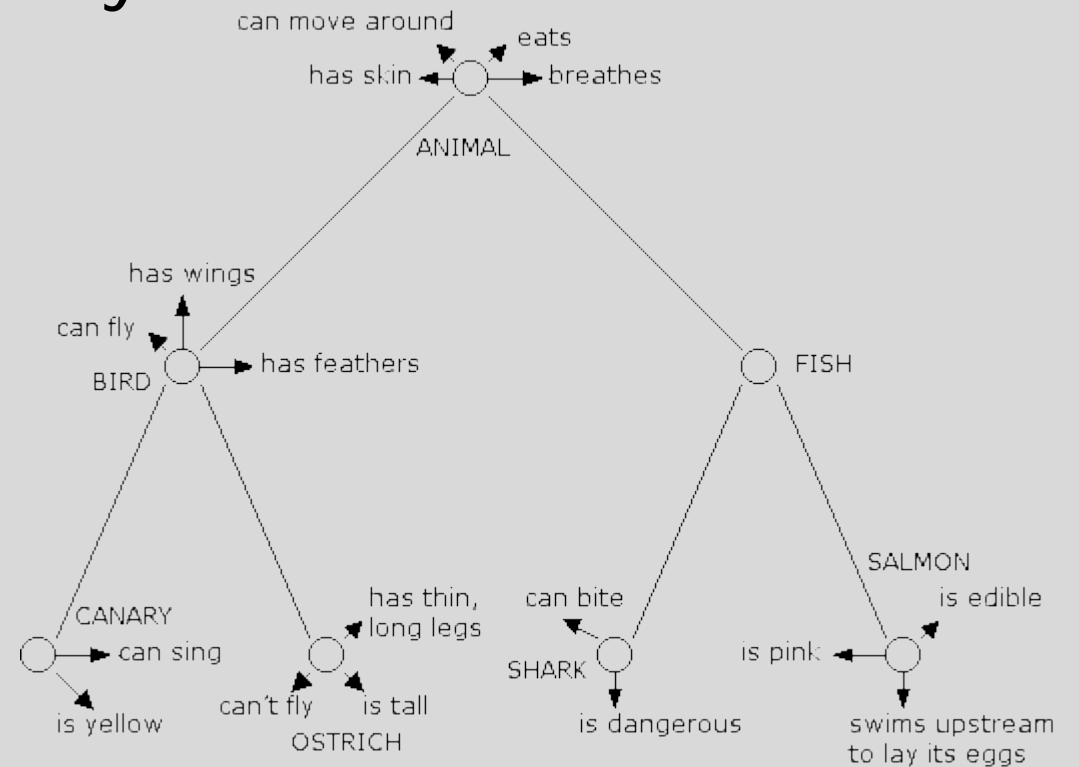 can move around
eats
has skin
breathes
ANIMAL
has wings
can fly
has feathers
BIRD
FISH
CANARY
can sing
is yellow
has thin,
long legs
can't fly
is tall
OSTRICH
can bite
SHARK
is dangerous
SALMON
is edible
is pink
swims upstream
to lay its eggs